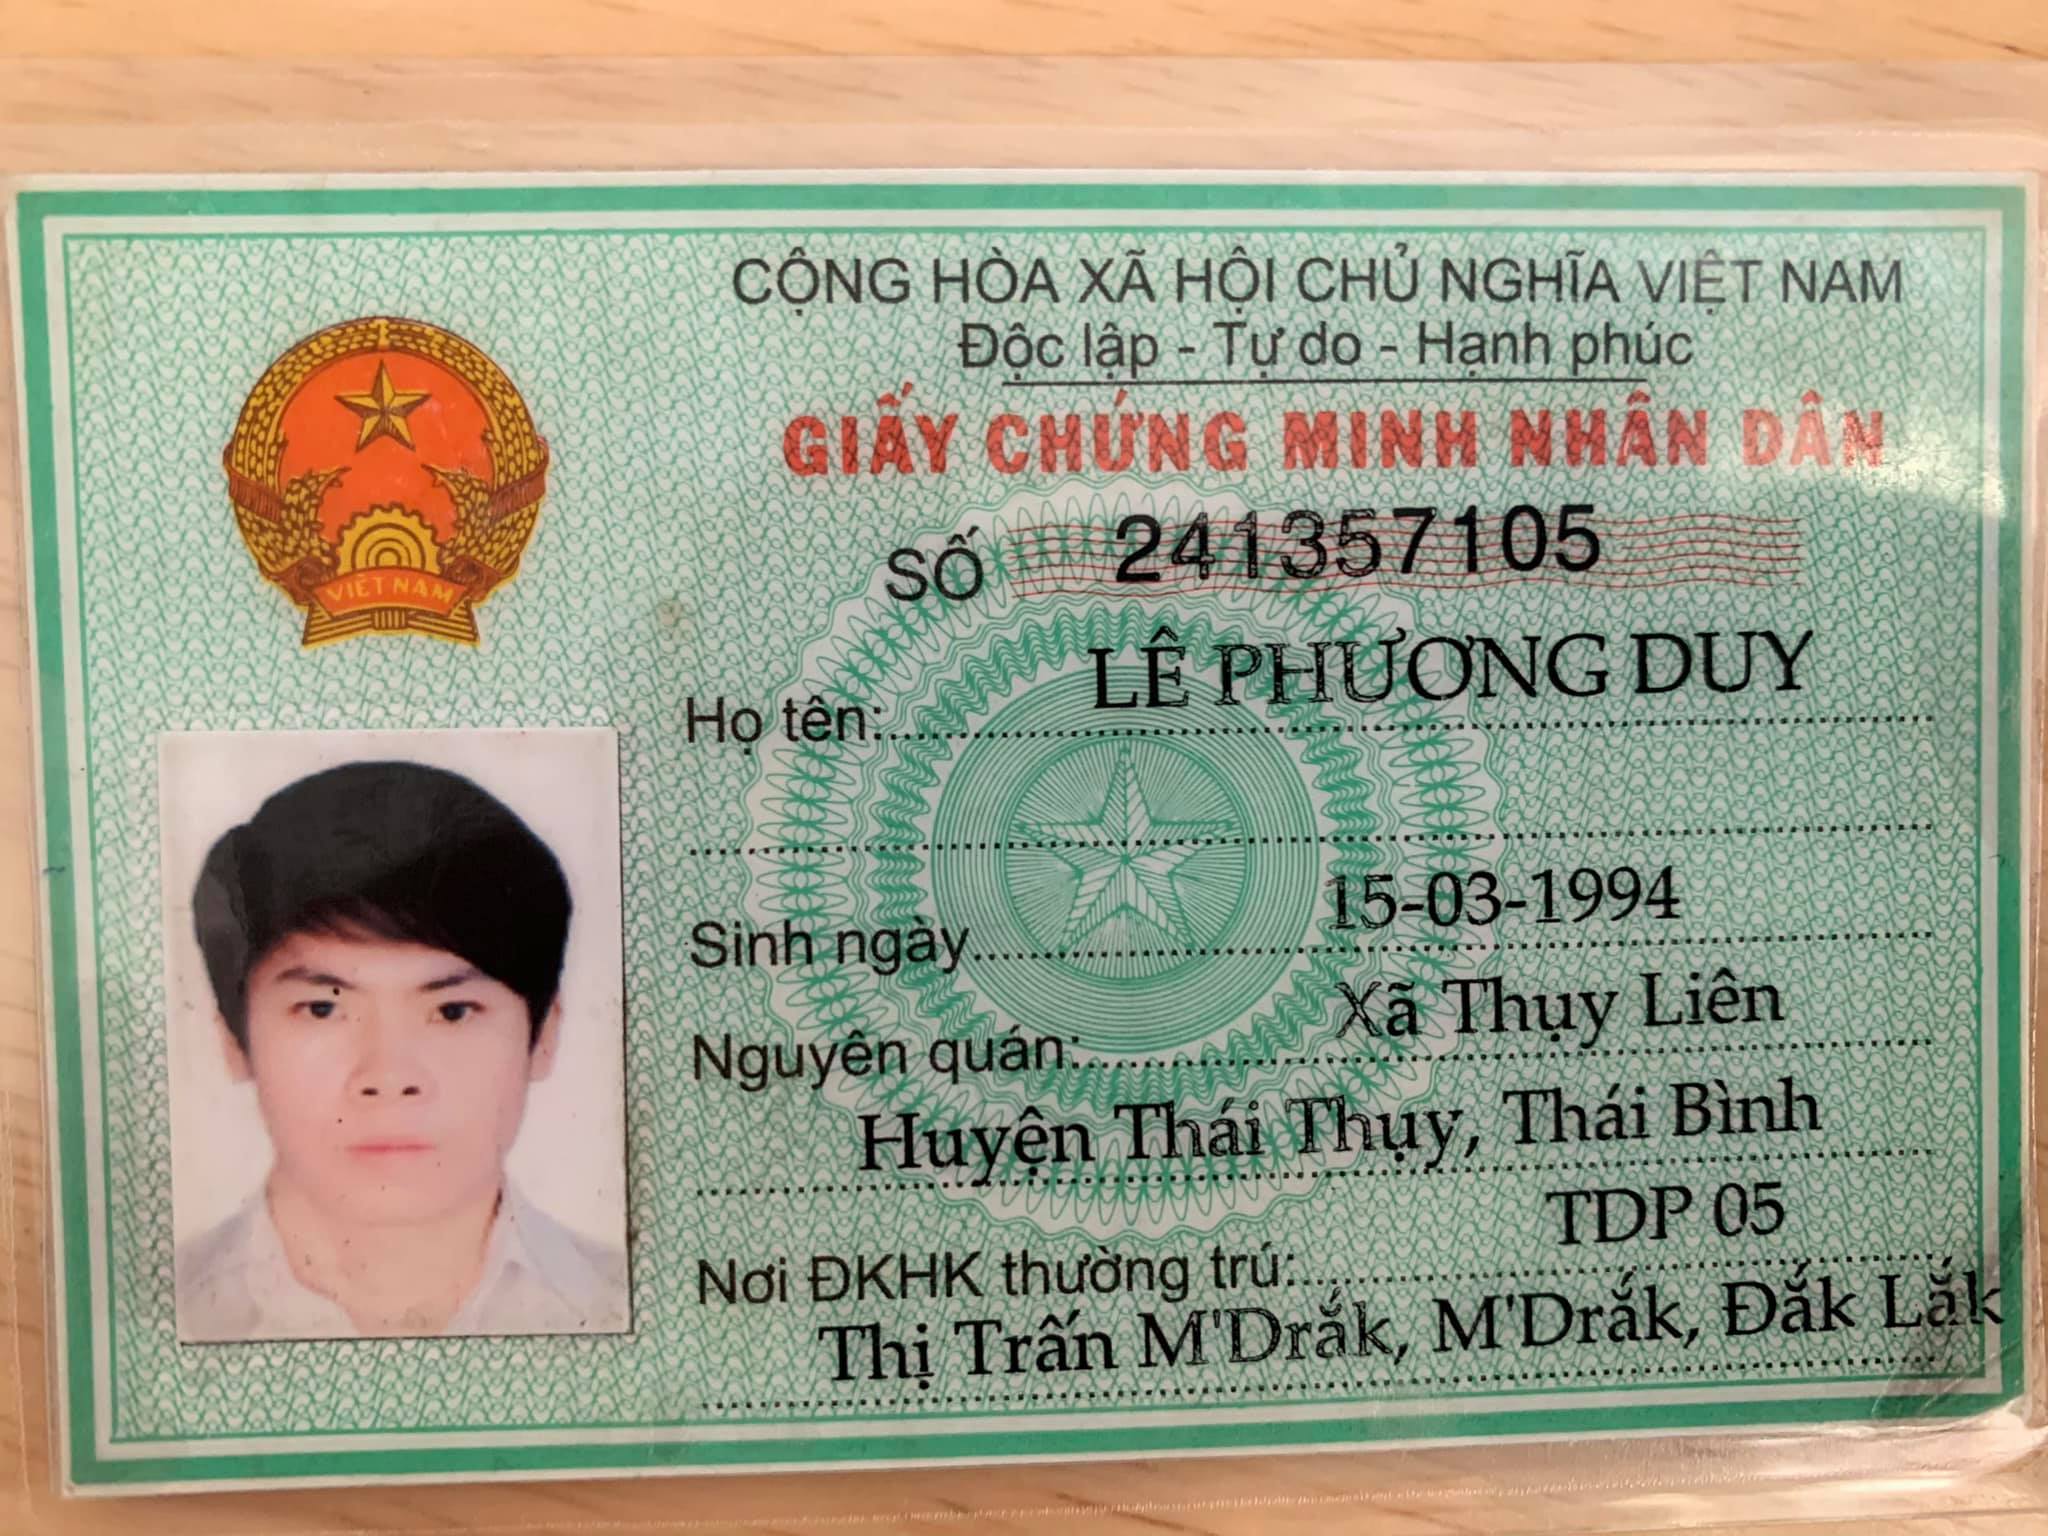 CỘNG HÒA XÃ HỘI CHỦ NGHĨA VIỆT NAM
Độc lập - Tự do - Hạnh phúc
GIẤY CHỨNG MINH NHÂN DÂN
SỐ 241357105
VIỆT NAM
Họ tên: LÊ PHƯƠNG DUY
Sinh ngày 15-03-1994
Nguyên quán: Xã Thụy Liên
Huyện Thái Thụy, Thái Bình
Nơi ĐKHK thường trú: TDP 05
Thị Trấn M'Drắk, M'Drắk, Đắk Lắk